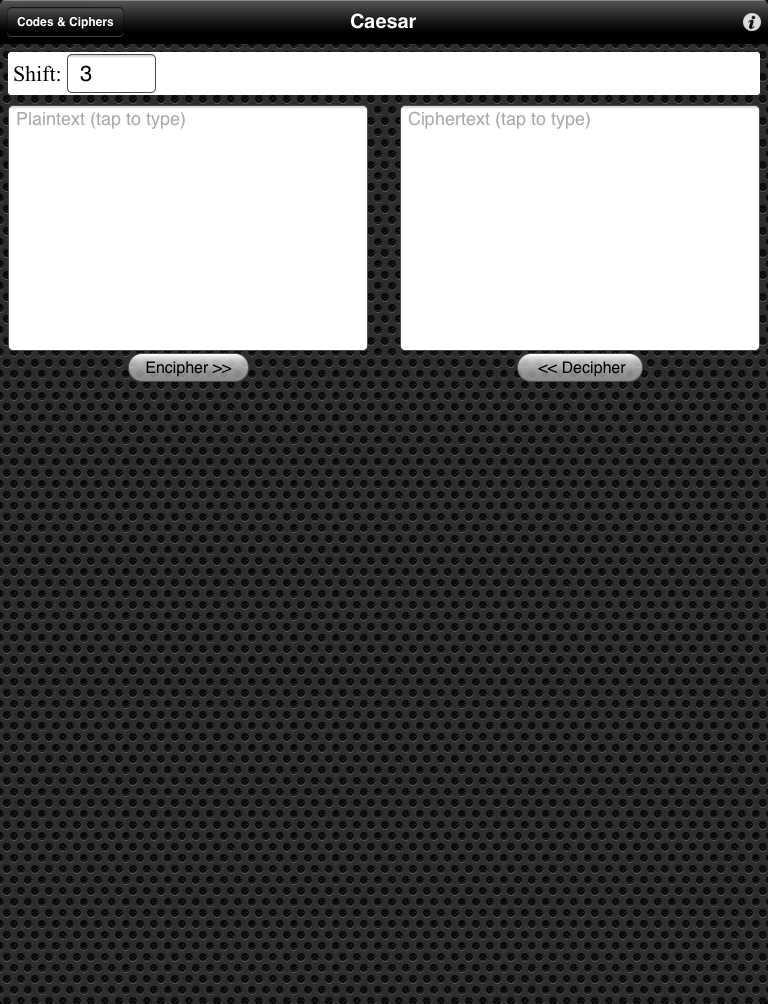 Codes & Ciphers
Caesar
i
Shift: 3
Plaintext (tap to type)
Ciphertext (tap to type)
Encipher >>
<< Decipher